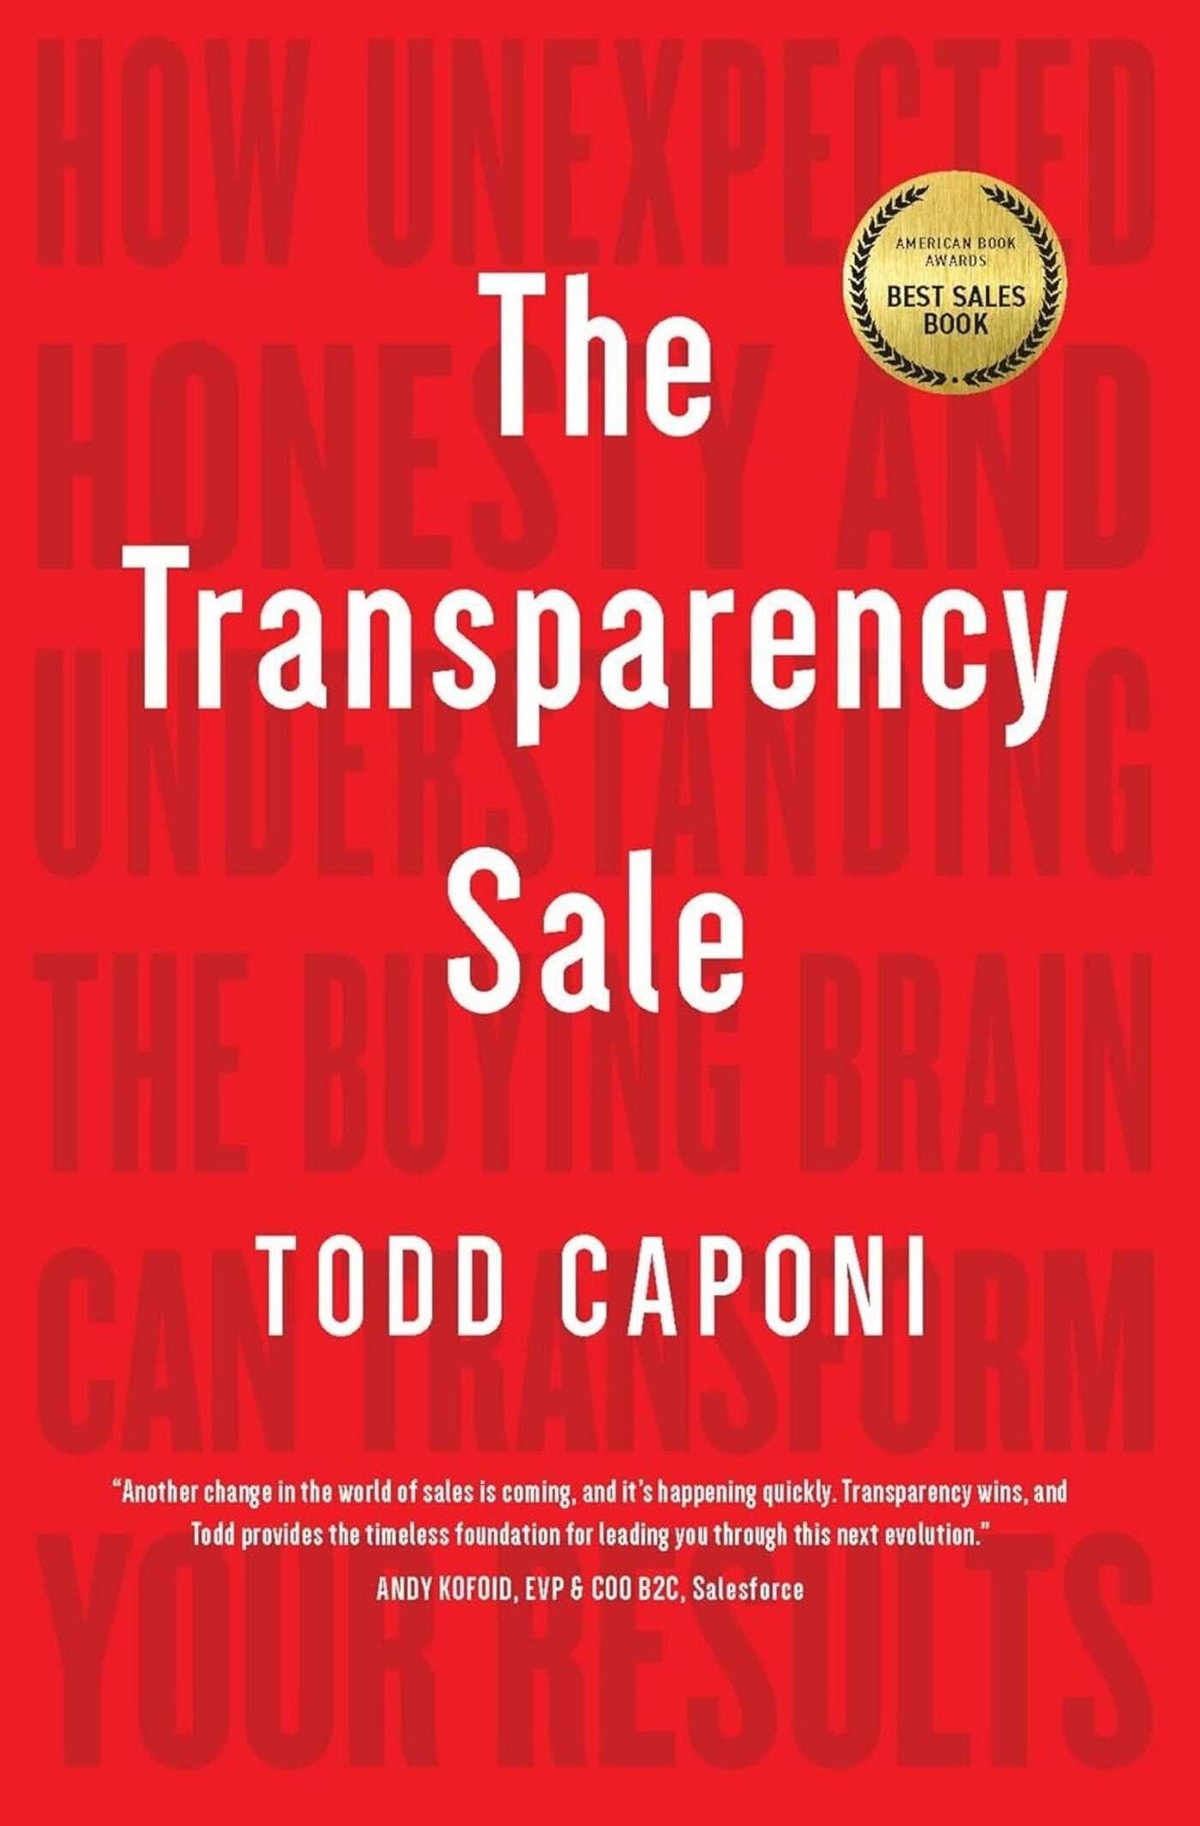 HOW UNEXPECTED
AMERICAN BOOK
AWARDS
BEST SALES
BOOK
The
HONESTY AND
Transparency
UNDERSTANDING
Sale
THE BUYING BRAIN
TODD CAPONI
CAN TRANSFORM
“Another change in the world of sales is coming, and it’s happening quickly. Transparency wins, and
Todd provides the timeless foundation for leading you through this next evolution.”
ANDY KOFOID, EVP & COO B2C, Salesforce
YOUR RESULTS